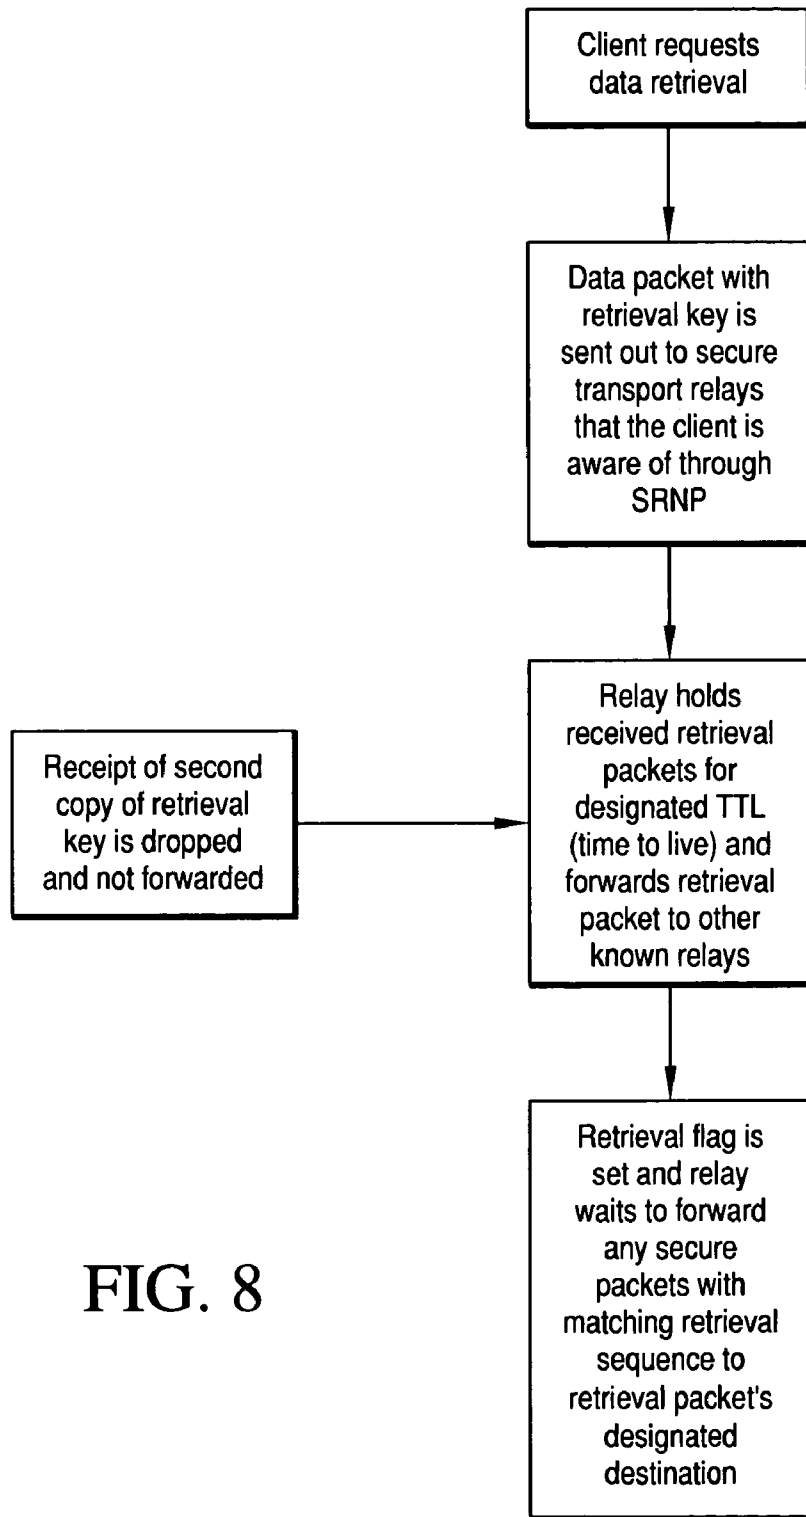 Client requests
data retrieval
Data packet with
retrieval key is
sent out to secure
transport relays
that the client is
aware of through
SRNP
Relay holds
received retrieval
packets for
designated TTL
(time to live) and
forwards retrieval
packet to other
known relays
Receipt of second
copy of retrieval
key is dropped
and not forwarded
Retrieval flag is
set and relay
waits to forward
any secure
packets with
matching retrieval
sequence to
retrieval packet's
designated
destination
FIG. 8